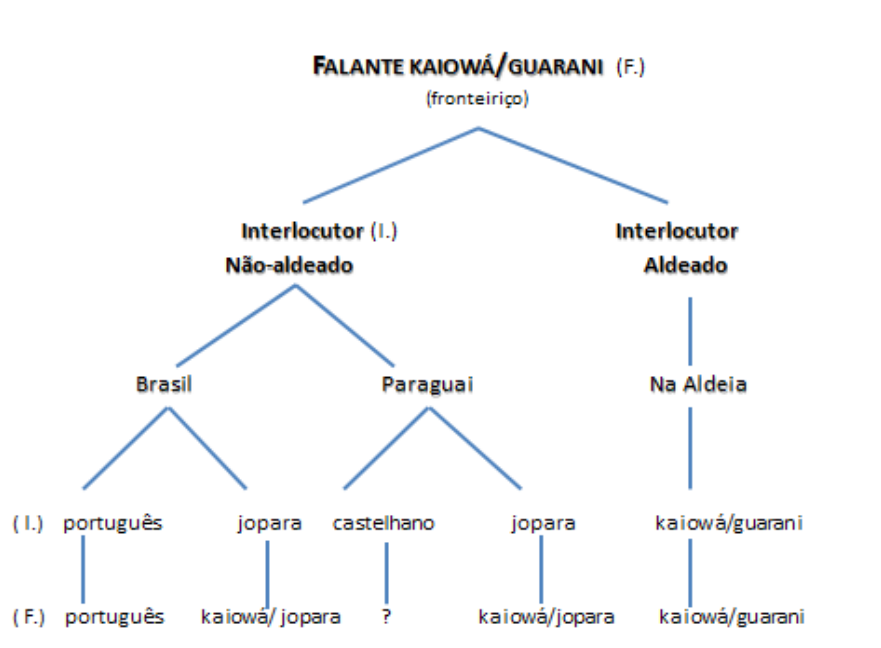 FALANTE KAIOWÁ/GUARANI (F.)
(fronteiriço)
Interlocutor (I.) Interlocutor
Não-aldeado Aldeado
Brasil Paraguai Na Aldeia
( I.) português jopara castelhano jopara kaiowá/guarani
( F.) português kaiowá/ jopara ? kaiowá/jopara kaiowá/guarani